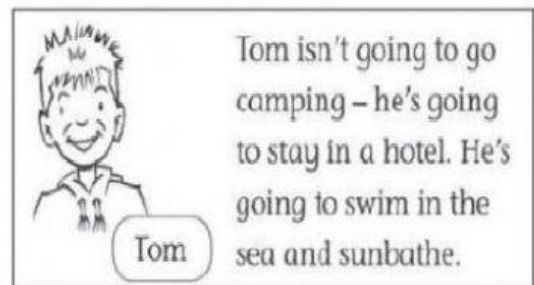 Tom isn't going to go
camping – he's going
to stay in a hotel. He's
going to swim in the
sea and sunbathe.
Tom